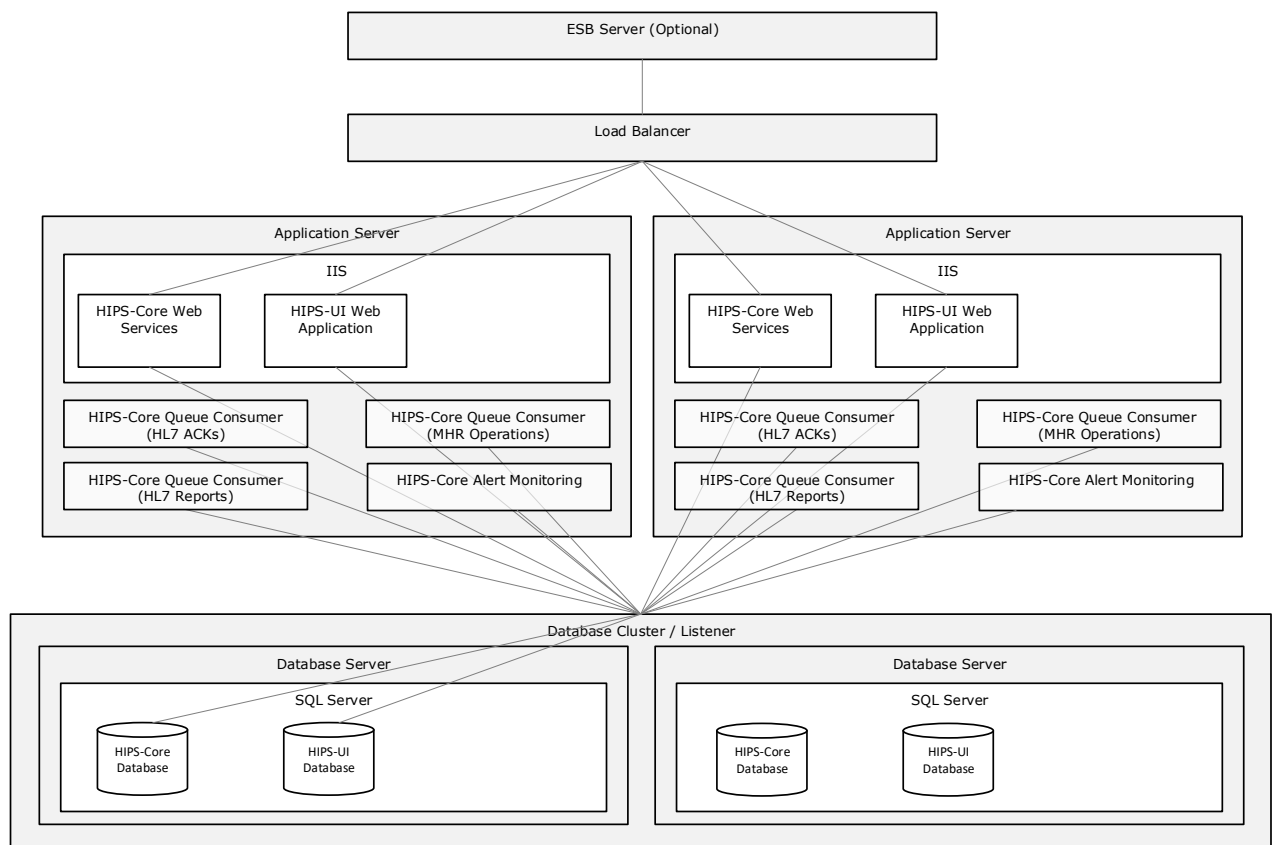 ESB Server (Optional)
Load Balancer
Application Server
IIS
HIPS-Core Web
Services
HIPS-UI Web
Application
HIPS-Core Queue Consumer
(HL7 ACKs)
HIPS-Core Queue Consumer
(MHR Operations)
HIPS-Core Queue Consumer
(HL7 Reports)
HIPS-Core Alert Monitoring
Application Server
IIS
HIPS-Core Web
Services
HIPS-UI Web
Application
HIPS-Core Queue Consumer
(HL7 ACKs)
HIPS-Core Queue Consumer
(MHR Operations)
HIPS-Core Queue Consumer
(HL7 Reports)
HIPS-Core Alert Monitoring
Database Cluster / Listener
Database Server
SQL Server
HIPS-Core
Database
HIPS-UI
Database
Database Server
SQL Server
HIPS-Core
Database
HIPS-UI
Database